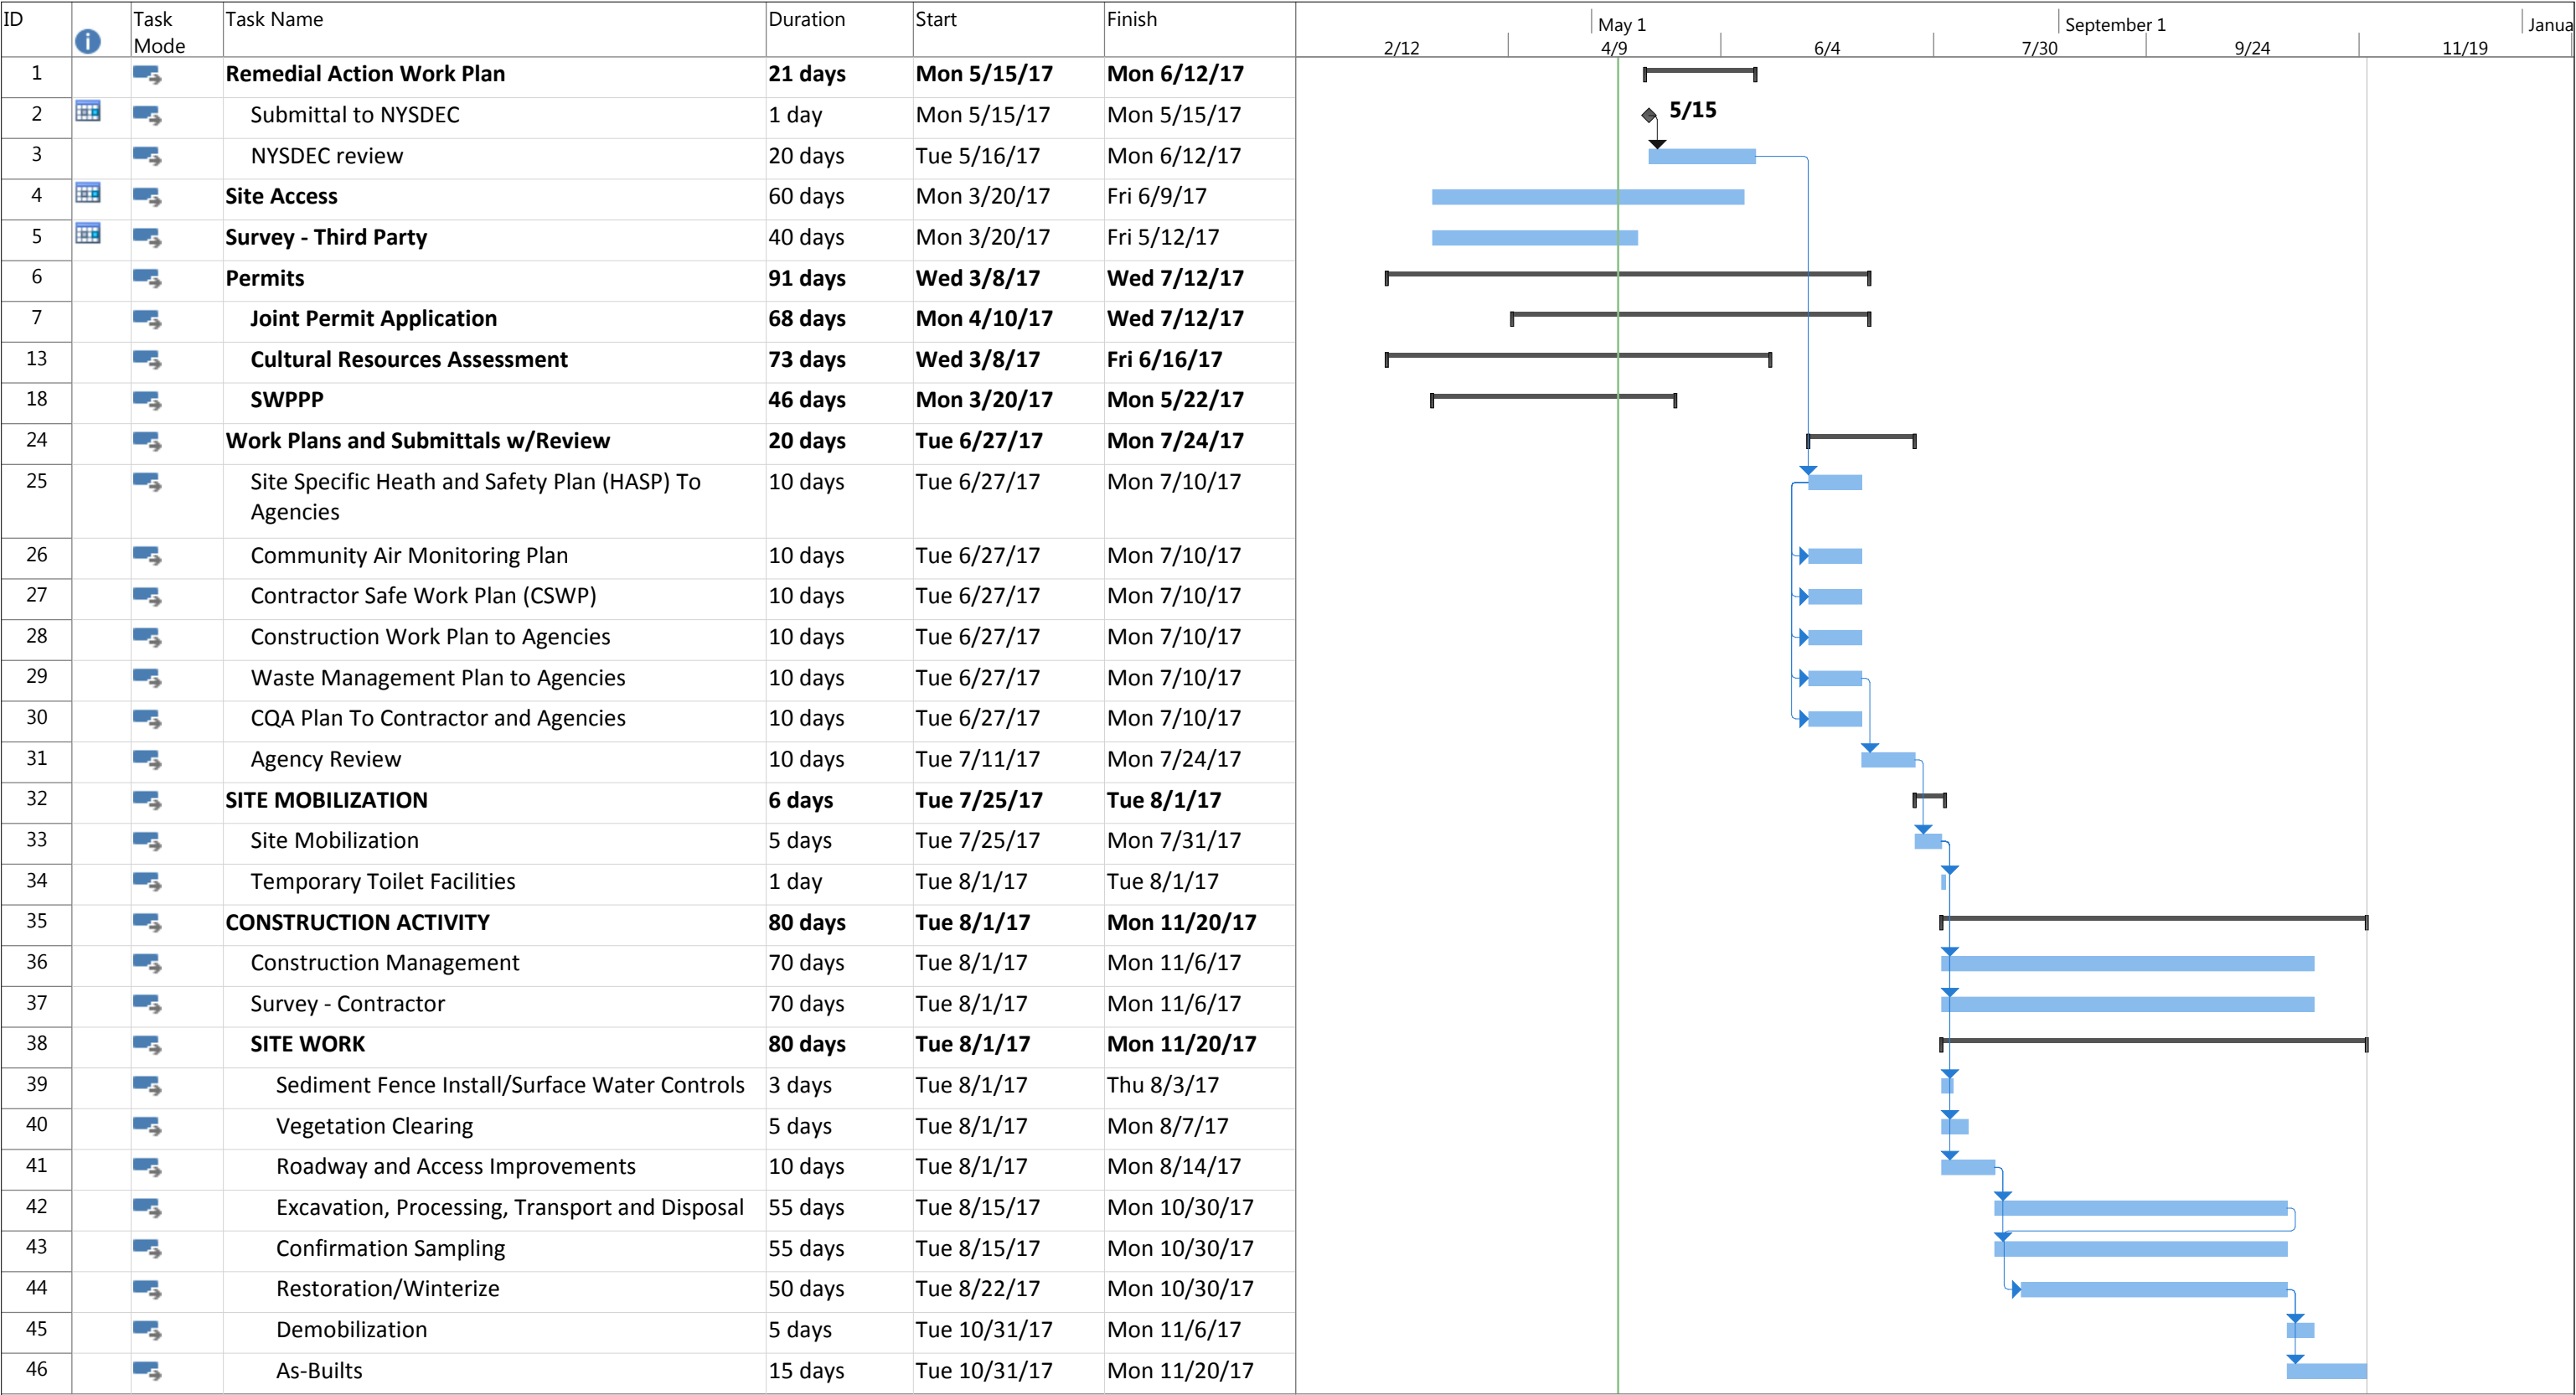 ID Task Mode Task Name Duration Start Finish
May 1 September 1 Janua
2/12 4/9 6/4 7/30 9/24 11/19
1 Remedial Action Work Plan 21 days Mon 5/15/17 Mon 6/12/17
2 Submittal to NYSDEC 1 day Mon 5/15/17 Mon 5/15/17 5/15
3 NYSDEC review 20 days Tue 5/16/17 Mon 6/12/17
4 Site Access 60 days Mon 3/20/17 Fri 6/9/17
5 Survey - Third Party 40 days Mon 3/20/17 Fri 5/12/17
6 Permits 91 days Wed 3/8/17 Wed 7/12/17
7 Joint Permit Application 68 days Mon 4/10/17 Wed 7/12/17
13 Cultural Resources Assessment 73 days Wed 3/8/17 Fri 6/16/17
18 SWPPP 46 days Mon 3/20/17 Mon 5/22/17
24 Work Plans and Submittals w/Review 20 days Tue 6/27/17 Mon 7/24/17
25 Site Specific Heath and Safety Plan (HASP) To 10 days Tue 6/27/17 Mon 7/10/17
Agencies
26 Community Air Monitoring Plan 10 days Tue 6/27/17 Mon 7/10/17
27 Contractor Safe Work Plan (CSWP) 10 days Tue 6/27/17 Mon 7/10/17
28 Construction Work Plan to Agencies 10 days Tue 6/27/17 Mon 7/10/17
29 Waste Management Plan to Agencies 10 days Tue 6/27/17 Mon 7/10/17
30 CQA Plan To Contractor and Agencies 10 days Tue 6/27/17 Mon 7/10/17
31 Agency Review 10 days Tue 7/11/17 Mon 7/24/17
32 SITE MOBILIZATION 6 days Tue 7/25/17 Tue 8/1/17
33 Site Mobilization 5 days Tue 7/25/17 Mon 7/31/17
34 Temporary Toilet Facilities 1 day Tue 8/1/17 Tue 8/1/17
35 CONSTRUCTION ACTIVITY 80 days Tue 8/1/17 Mon 11/20/17
36 Construction Management 70 days Tue 8/1/17 Mon 11/6/17
37 Survey - Contractor 70 days Tue 8/1/17 Mon 11/6/17
38 SITE WORK 80 days Tue 8/1/17 Mon 11/20/17
39 Sediment Fence Install/Surface Water Controls 3 days Tue 8/1/17 Thu 8/3/17
40 Vegetation Clearing 5 days Tue 8/1/17 Mon 8/7/17
41 Roadway and Access Improvements 10 days Tue 8/1/17 Mon 8/14/17
42 Excavation, Processing, Transport and Disposal 55 days Tue 8/15/17 Mon 10/30/17
43 Confirmation Sampling 55 days Tue 8/15/17 Mon 10/30/17
44 Restoration/Winterize 50 days Tue 8/22/17 Mon 10/30/17
45 Demobilization 5 days Tue 10/31/17 Mon 11/6/17
46 As-Builts 15 days Tue 10/31/17 Mon 11/20/17